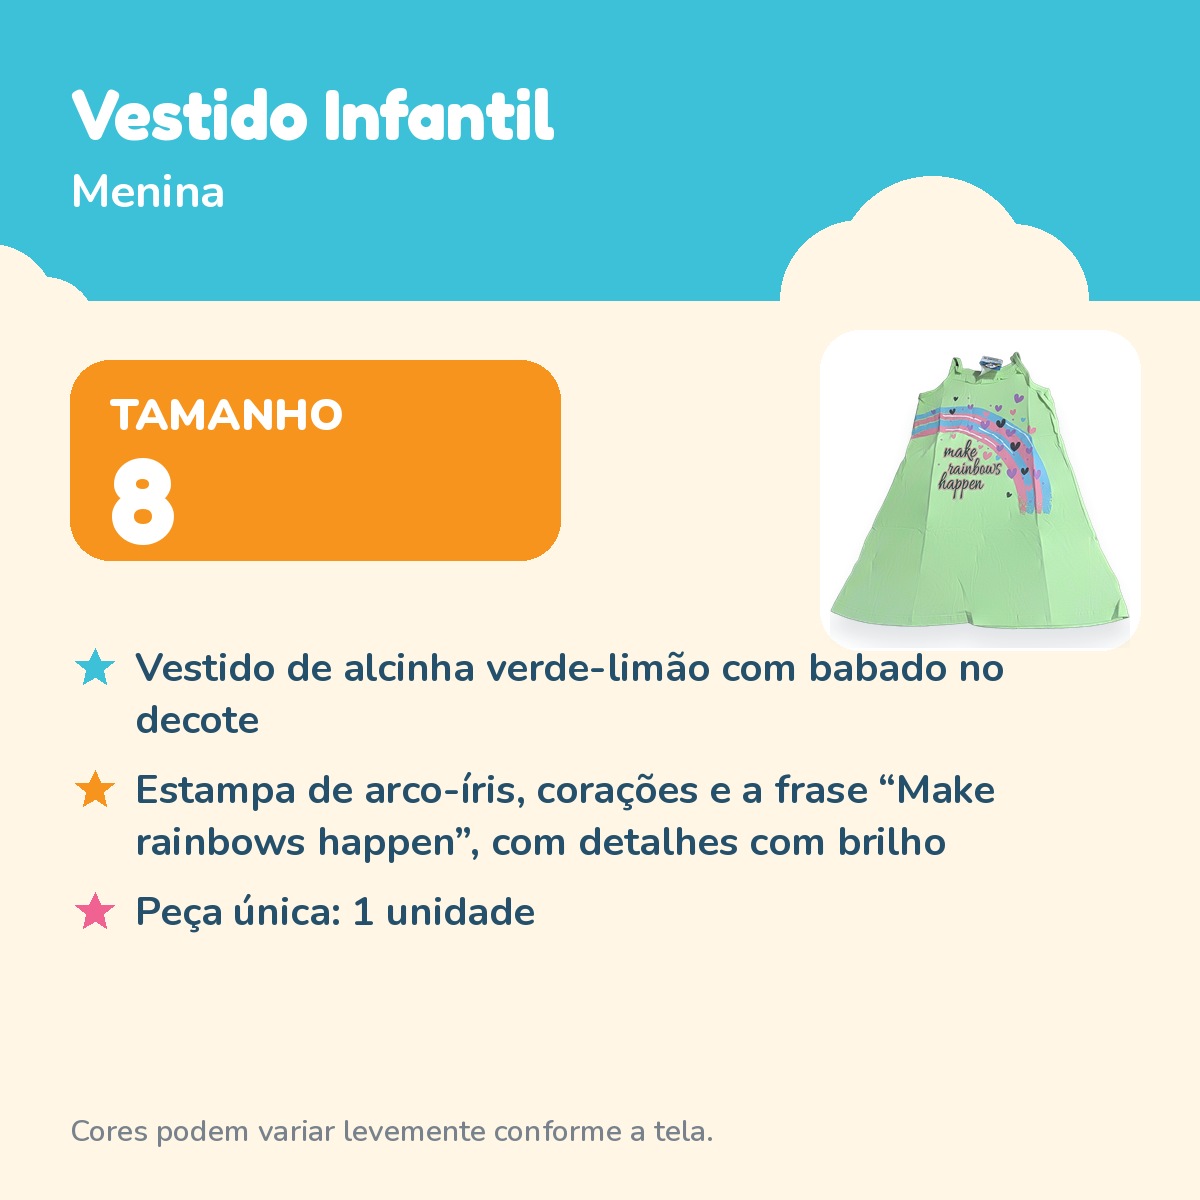 Vestido Infantil
Menina
TAMANHO
8
make
rainbows
happen
Vestido de alcinha verde-limão com babado no
decote
Estampa de arco-íris, corações e a frase “Make
rainbows happen”, com detalhes com brilho
Peça única: 1 unidade
Cores podem variar levemente conforme a tela.